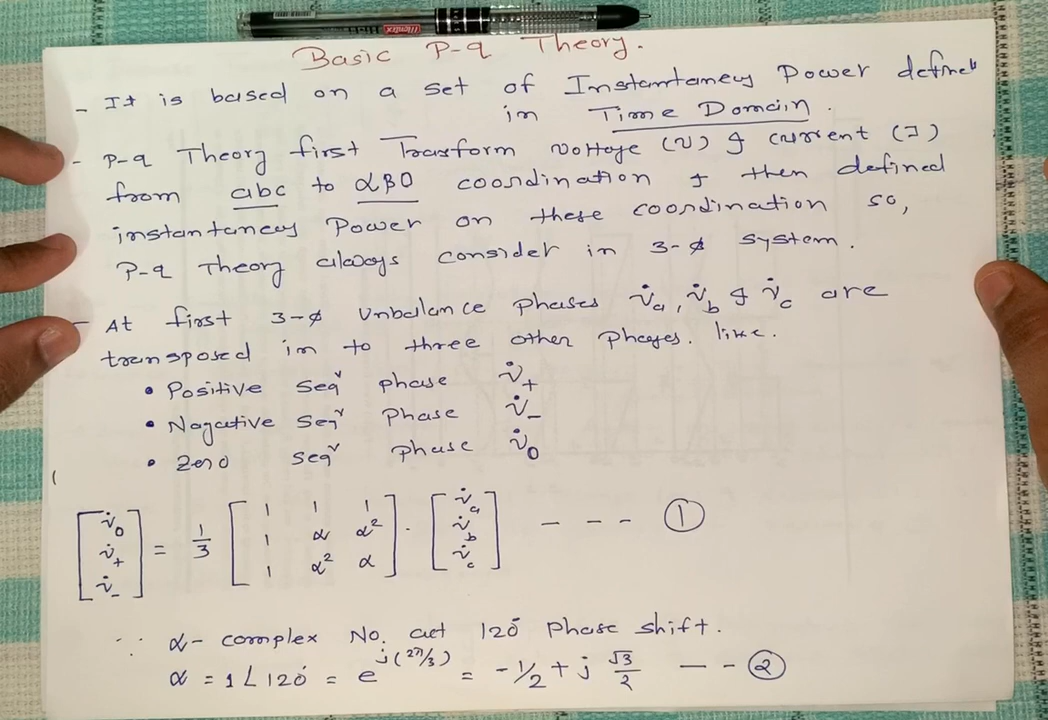 Montex
Basic P-q Theory.
- It is based on a set of Instantaneuy Power defined
in Time Domain.
- P-q Theory first Transform voltage (v) & current (I)
from abc to αβ0 coordination & then defined
instantaneuy Power on these coordination so,
P-q Theory always consider in 3-ϕ system.
- At first 3-ϕ Unbalance phases v̇a, v̇b & v̇c are
transposed in to three other phases. like.
• Positive seqⁿ phase v̇+
• Nagative seqⁿ Phase v̇-
• Zero seqⁿ phase v̇0
[v̇0 v̇+ v̇-] = 1/3 [1 1 1; 1 α α²; 1 α² α] · [v̇a v̇b v̇c] - - - ①
∵ α- complex No. act 120° Phase shift.
α = 1∠120° = e^j(2π/3) = -1/2 + j √3/2 - - ②